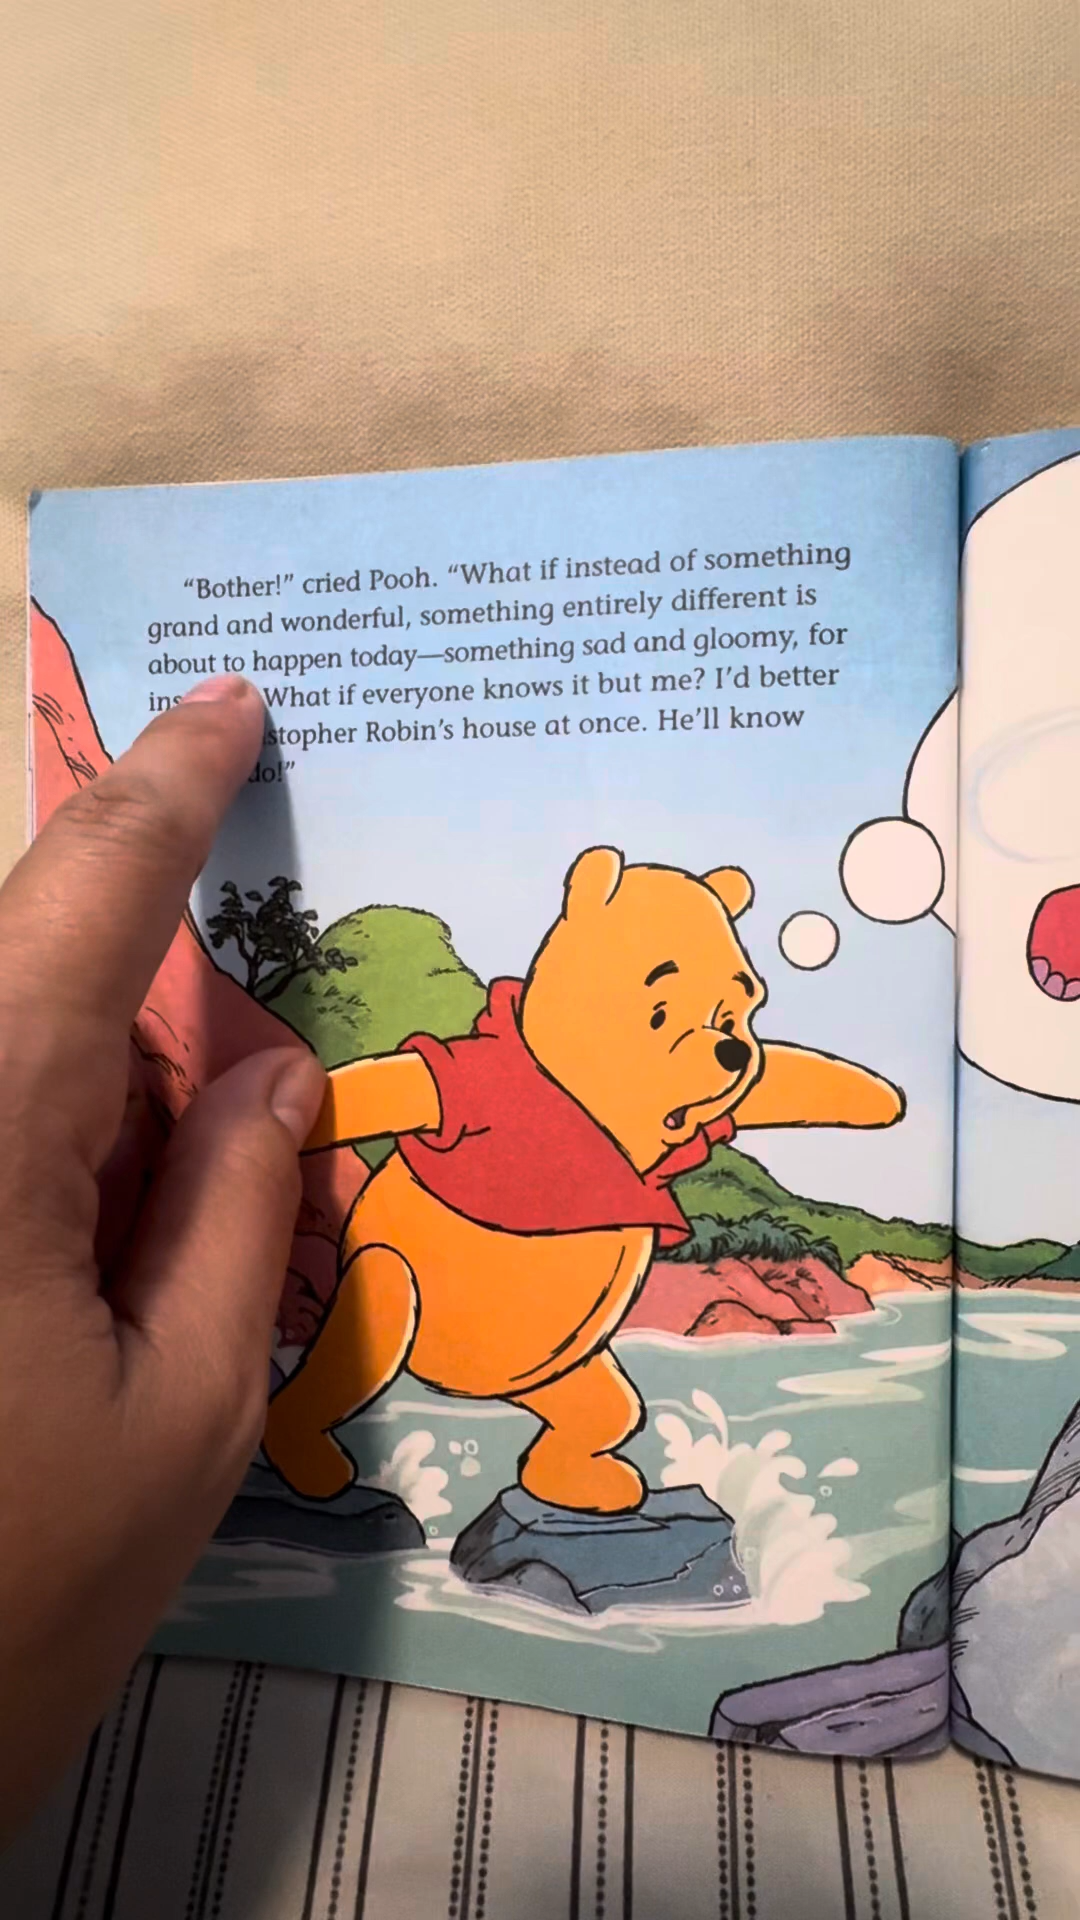 “Bother!” cried Pooh. “What if instead of something
grand and wonderful, something entirely different is
about to happen today—something sad and gloomy, for
What if everyone knows it but me? I’d better
Robin’s house at once. He’ll know
do!”